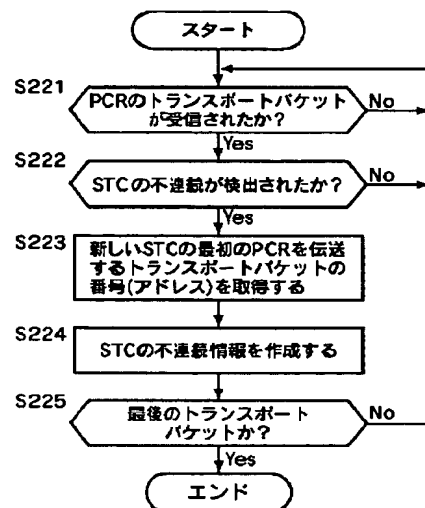 スタート
S221
PCRのトランスポートパケット
が受信されたか?
No
Yes
S222
STCの不連続が検出されたか?
No
Yes
S223
新しいSTCの最初のPCRを伝送
するトランスポートパケットの
番号(アドレス)を取得する
S224
STCの不連続情報を作成する
S225
最後のトランスポート
パケットか?
No
Yes
エンド